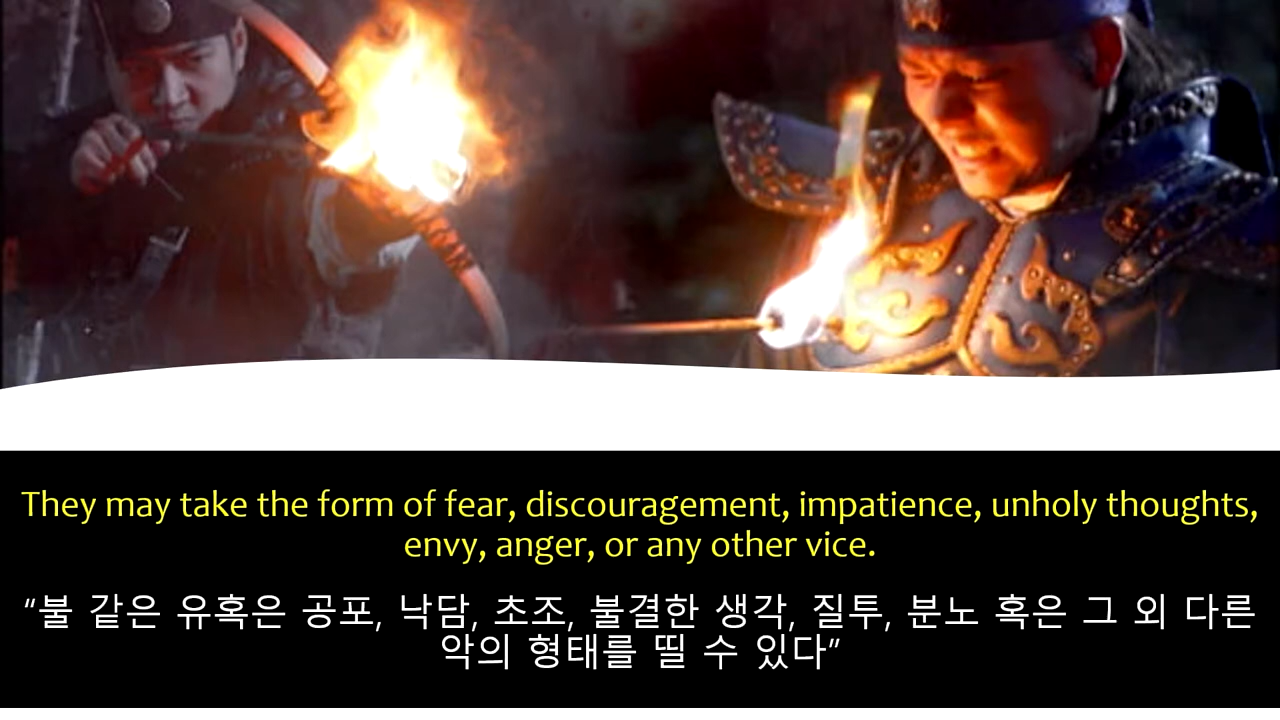 They may take the form of fear, discouragement, impatience, unholy thoughts,
envy, anger, or any other vice.
“불 같은 유혹은 공포, 낙담, 초조, 불결한 생각, 질투, 분노 혹은 그 외 다른
악의 형태를 띨 수 있다”